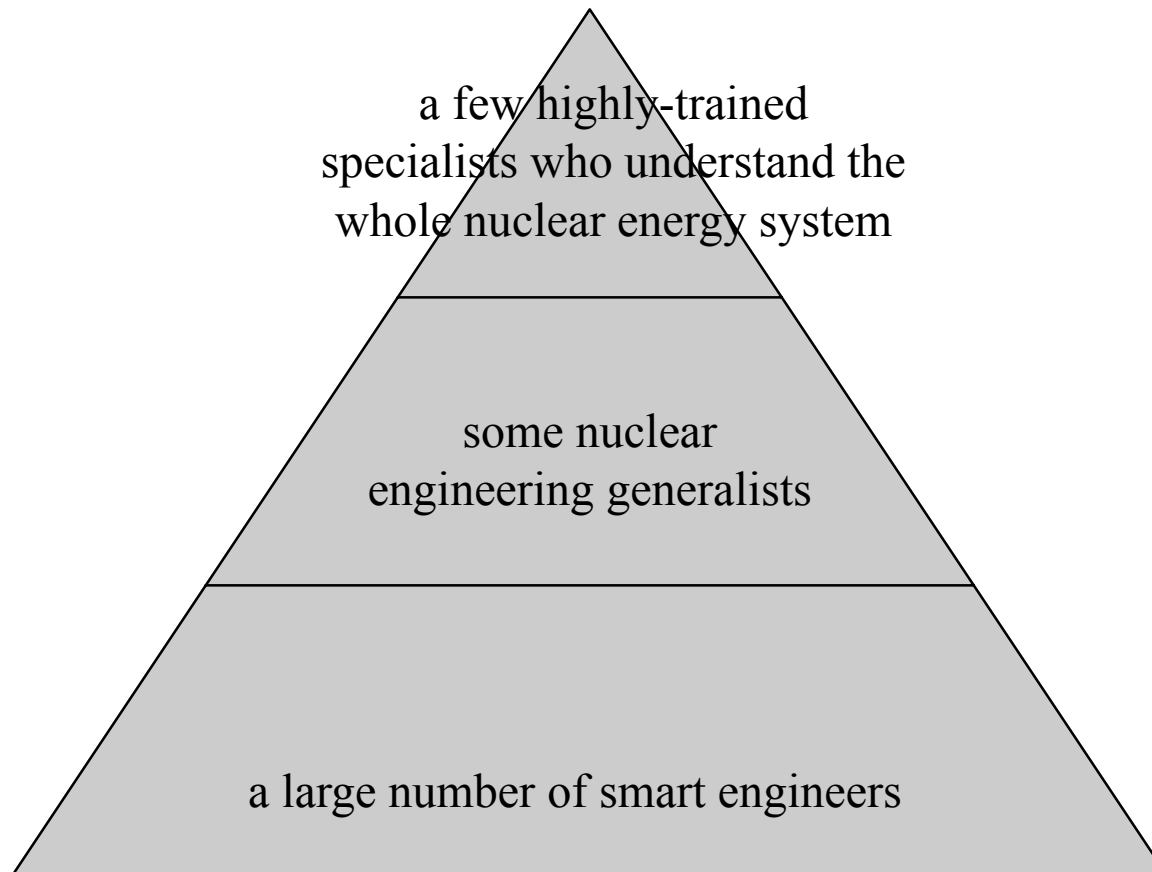 a few highly-trained
specialists who understand the
whole nuclear energy system
some nuclear
engineering generalists
a large number of smart engineers